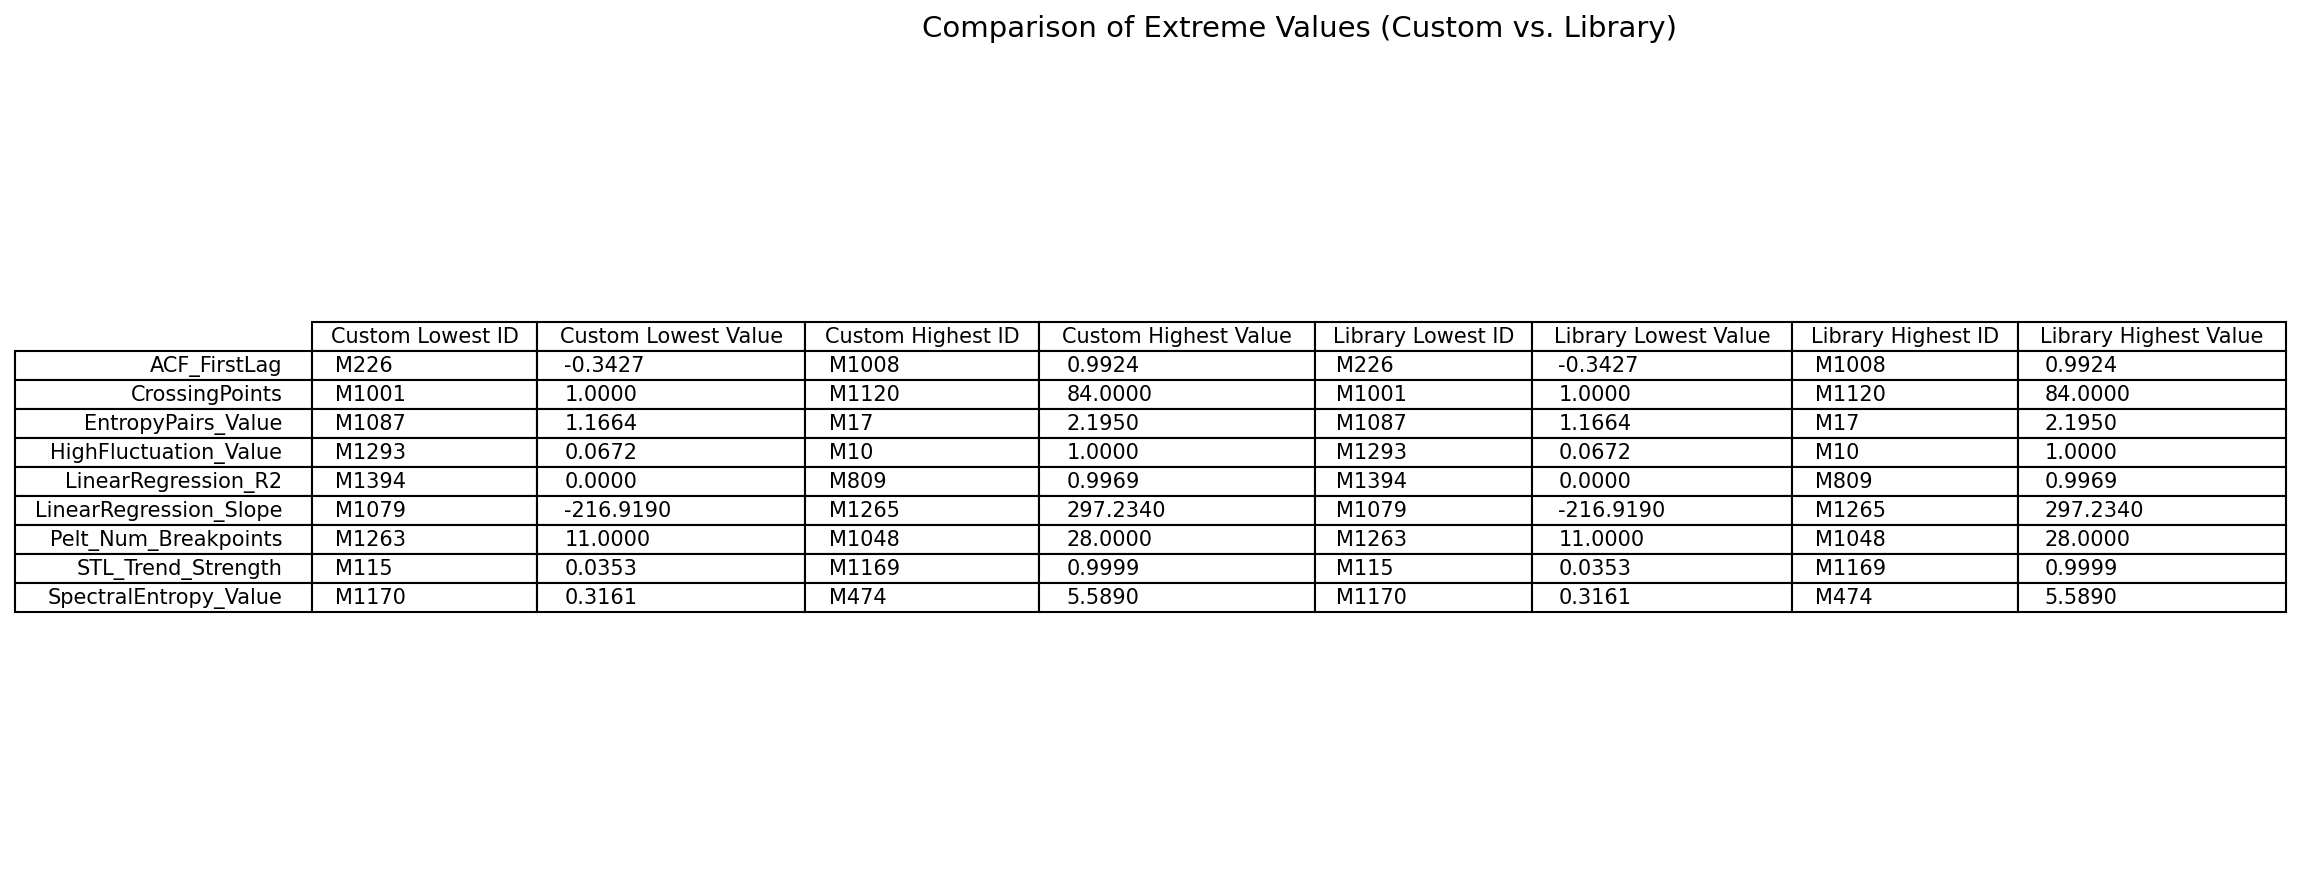 Comparison of Extreme Values (Custom vs. Library)
Custom Lowest ID Custom Lowest Value Custom Highest ID Custom Highest Value Library Lowest ID Library Lowest Value Library Highest ID Library Highest Value
ACF_FirstLag M226 -0.3427 M1008 0.9924 M226 -0.3427 M1008 0.9924
CrossingPoints M1001 1.0000 M1120 84.0000 M1001 1.0000 M1120 84.0000
EntropyPairs_Value M1087 1.1664 M17 2.1950 M1087 1.1664 M17 2.1950
HighFluctuation_Value M1293 0.0672 M10 1.0000 M1293 0.0672 M10 1.0000
LinearRegression_R2 M1394 0.0000 M809 0.9969 M1394 0.0000 M809 0.9969
LinearRegression_Slope M1079 -216.9190 M1265 297.2340 M1079 -216.9190 M1265 297.2340
Pelt_Num_Breakpoints M1263 11.0000 M1048 28.0000 M1263 11.0000 M1048 28.0000
STL_Trend_Strength M115 0.0353 M1169 0.9999 M115 0.0353 M1169 0.9999
SpectralEntropy_Value M1170 0.3161 M474 5.5890 M1170 0.3161 M474 5.5890